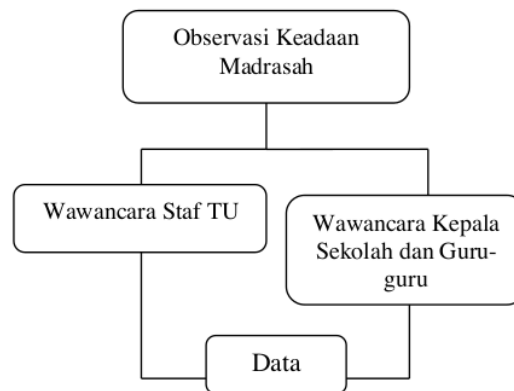 Observasi Keadaan
Madrasah
Wawancara Staf TU
Wawancara Kepala
Sekolah dan Guru-
guru
Data